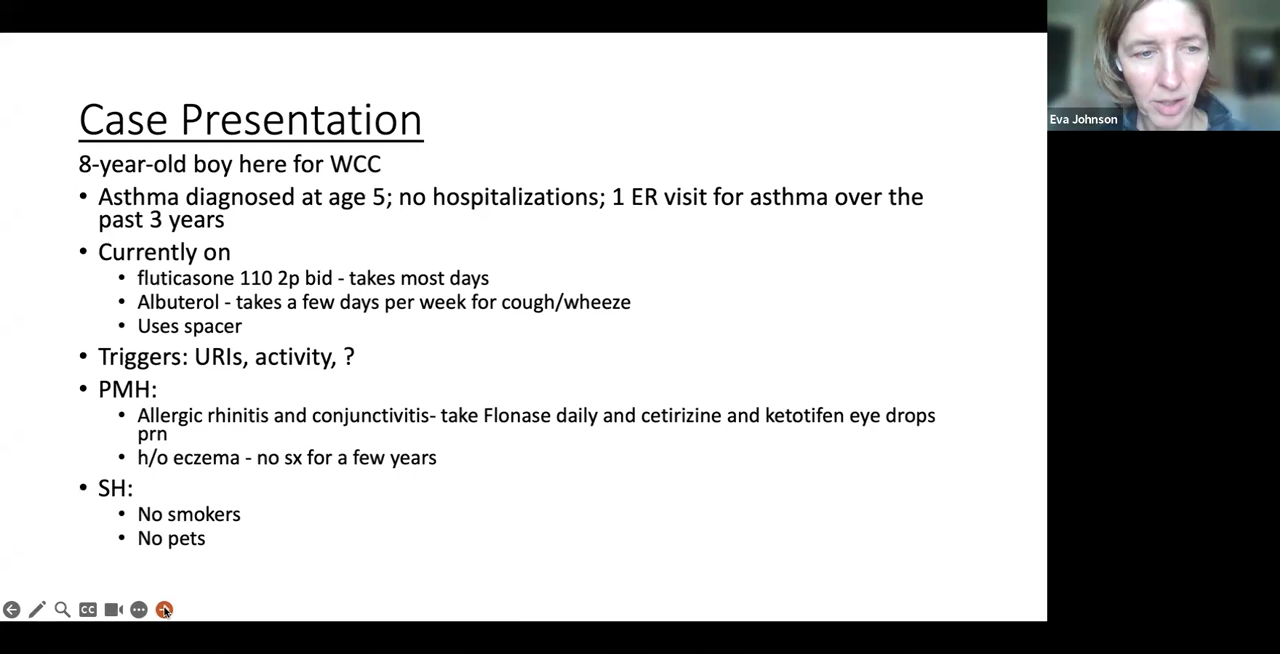 Case Presentation
8-year-old boy here for WCC
• Asthma diagnosed at age 5; no hospitalizations; 1 ER visit for asthma over the
past 3 years
• Currently on
• fluticasone 110 2p bid - takes most days
• Albuterol - takes a few days per week for cough/wheeze
• Uses spacer
• Triggers: URIs, activity, ?
• PMH:
• Allergic rhinitis and conjunctivitis- take Flonase daily and cetirizine and ketotifen eye drops
prn
• h/o eczema - no sx for a few years
• SH:
• No smokers
• No pets
CC
Eva Johnson